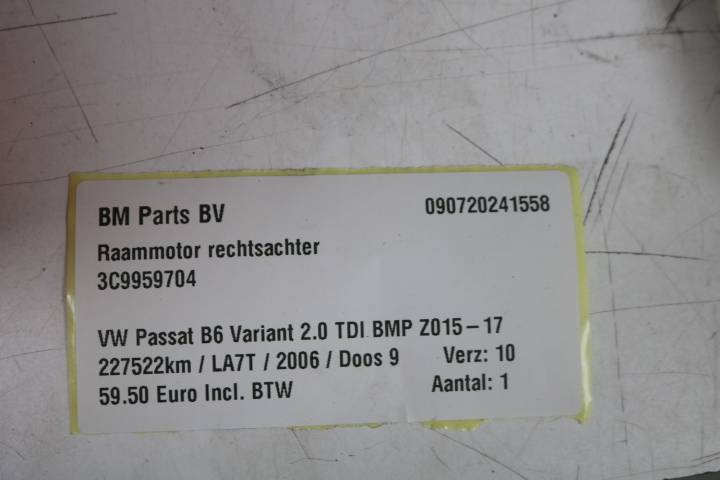 BM Parts BV 090720241558
Raammotor rechtsachter
3C9959704
VW Passat B6 Variant 2.0 TDI BMP Z015-17
227522km / LA7T / 2006 / Doos 9 Verz: 10
59.50 Euro Incl. BTW Aantal: 1